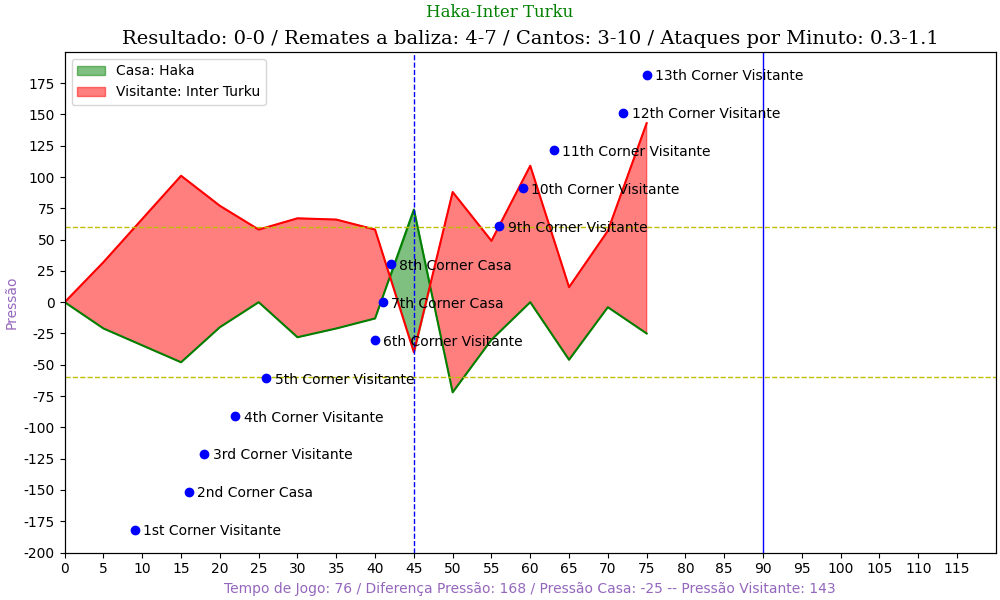 Haka-Inter Turku
Resultado: 0-0 / Remates a baliza: 4-7 / Cantos: 3-10 / Ataques por Minuto: 0.3-1.1
Casa: Haka
Visitante: Inter Turku
Pressão
175
150
125
100
75
50
25
0
-25
-50
-75
-100
-125
-150
-175
-200
13th Corner Visitante
12th Corner Visitante
11th Corner Visitante
10th Corner Visitante
9th Corner Visitante
8th Corner Casa
7th Corner Casa
6th Corner Visitante
5th Corner Visitante
4th Corner Visitante
3rd Corner Visitante
2nd Corner Casa
1st Corner Visitante
0 5 10 15 20 25 30 35 40 45 50 55 60 65 70 75 80 85 90 95 100 105 110 115
Tempo de Jogo: 76 / Diferença Pressão: 168 / Pressão Casa: -25 -- Pressão Visitante: 143